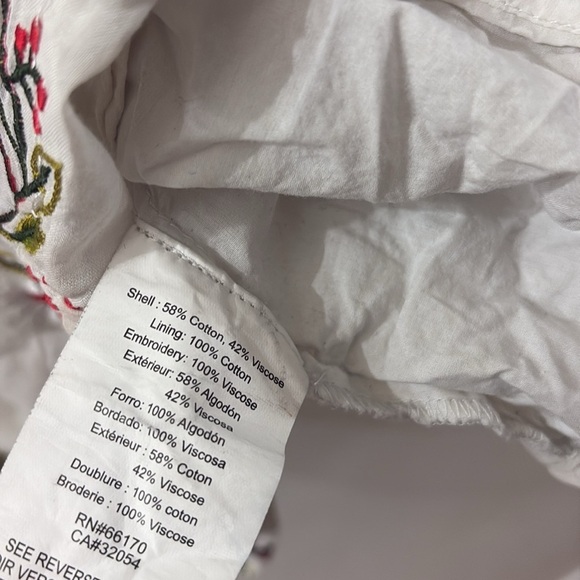 Shell : 58% Cotton, 42% Viscose
Lining: 100% Cotton
Embroidery: 100% Viscose
Extérieur: 58% Algodón
42% Viscosa
Forro: 100% Algodón
Bordado: 100% Viscosa
Extérieur : 58% Coton
42% Viscose
Doublure : 100% coton
Broderie : 100% Viscose
RN#66170
CA#32054
SEE REVERSE